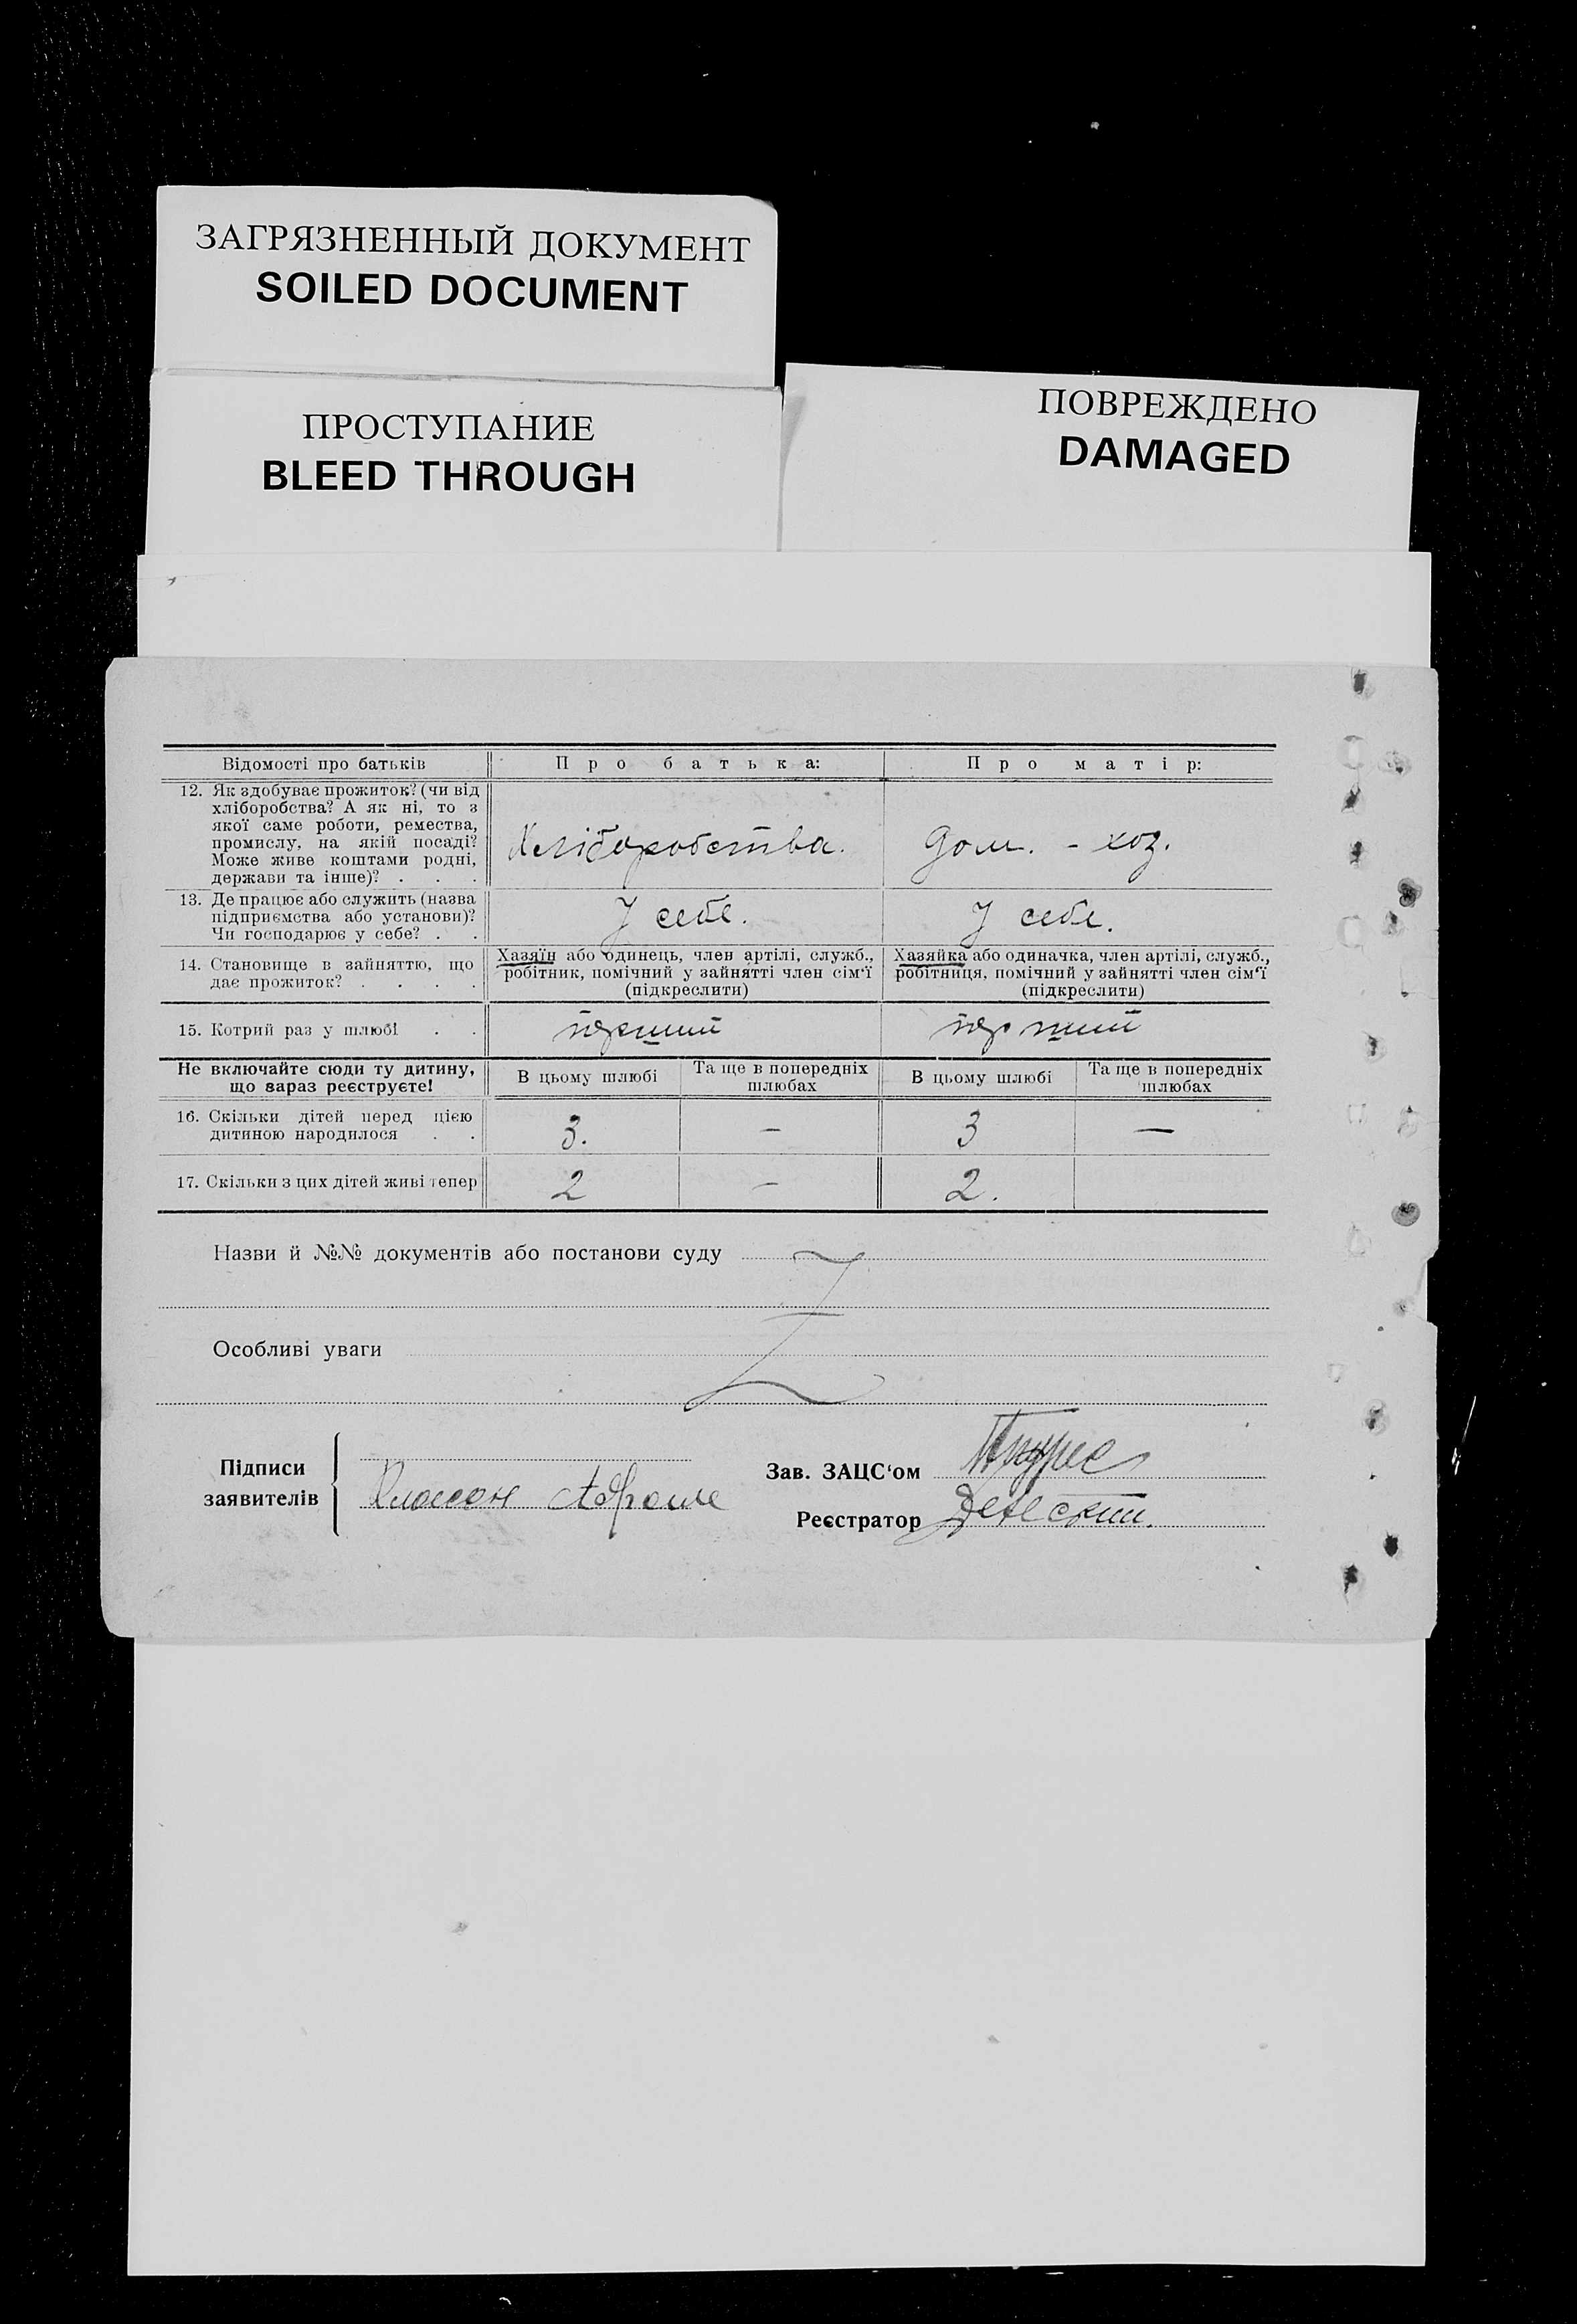 ЗАГРЯЗНЕННЫЙ ДОКУМЕНТ
SOILED DOCUMENT
ПРОСТУПАНИЕ
BLEED THROUGH
ПОВРЕЖДЕНО
DAMAGED
Відомості про батьків
Про батька:
Про матір:
12. Як здобуває прожиток? (чи від
хліборобства? А як ні, то з
якої саме роботи, ремества,
промислу, на якій посаді?
Може живе коштами родні,
держави та інше)? . . .
Хліборобства.
Дом. - хоз.
13. Де працює або служить (назва
підприємства або установи)?
Чи господарює у себе? . .
У себе.
У себе.
14. Становище в зайняттю, що
дає прожиток? . . . .
Хазяїн або одинець, член артілі, служб.,
робітник, помічний у зайнятті член сім'ї
(підкреслити)
Хазяйка або одиначка, член артілі, служб.,
робітниця, помічний у зайнятті член сім'ї
(підкреслити)
15. Котрий раз у шлюбі . .
перший
перший
Не включайте сюди ту дитину,
що вараз реєструєте!
В цьому шлюбі
Та ще в попередніх
шлюбах
В цьому шлюбі
Та ще в попередніх
шлюбах
16. Скільки дітей перед цією
дитиною народилося . .
3.
—
3
—
17. Скільки з цих дітей живі тепер
2
—
2.
Назви й №№ документів або постанови суду
Особливі уваги
Підписи
заявителів
Зав. ЗАЦС'ом
Реєстратор